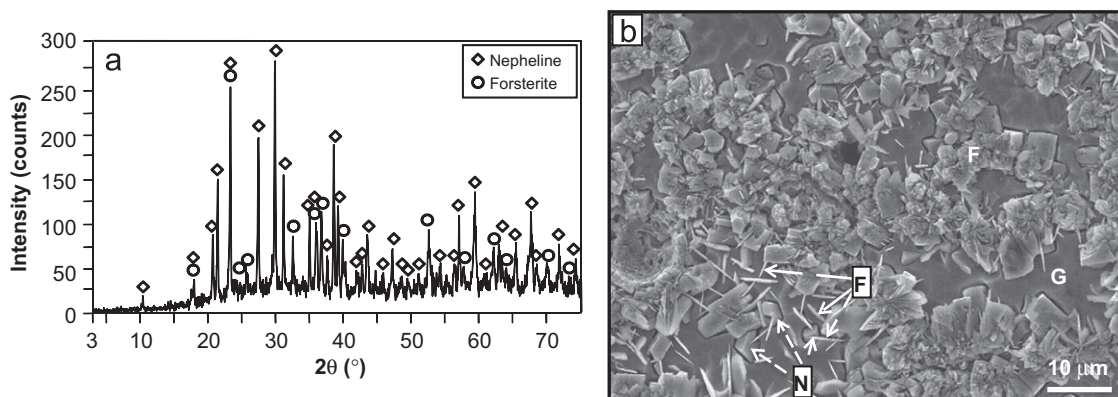 300
250
200
150
100
50
0
Intensity (counts)
a
Nepheline
Forsterite
3 10 20 30 40 50 60 70
2θ (°)
b
F
F
G
N
10 μm